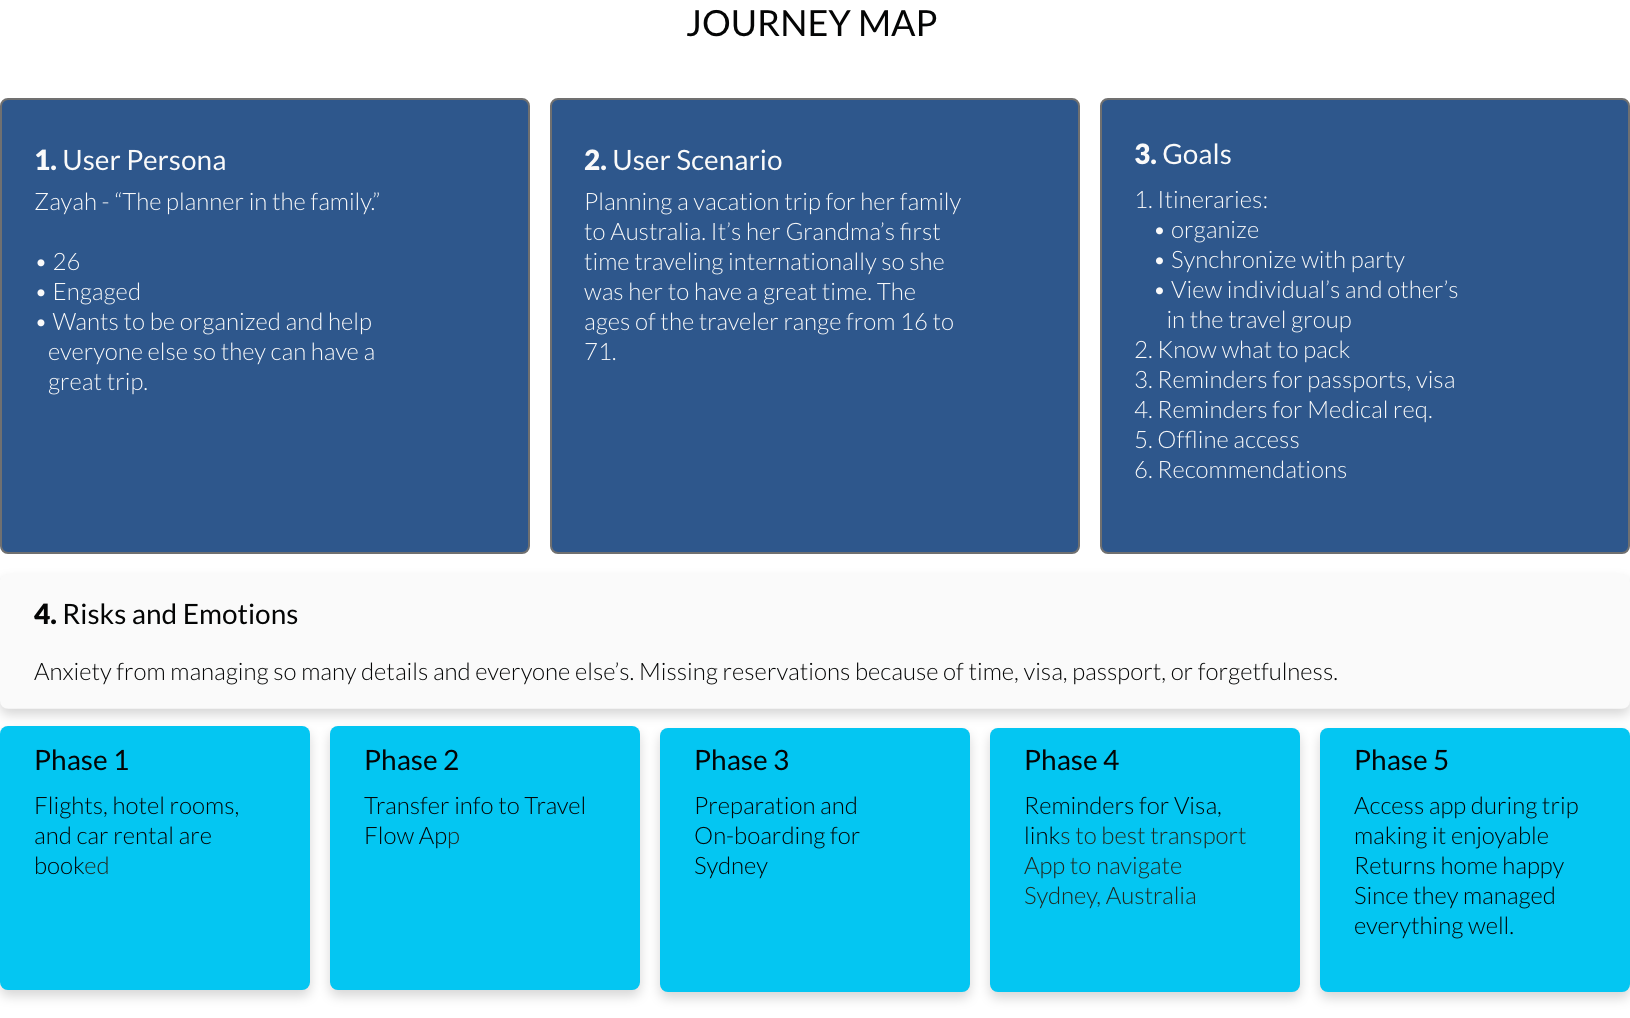 JOURNEY MAP
1. User Persona
Zayah - “The planner in the family.”
• 26
• Engaged
• Wants to be organized and help
everyone else so they can have a
great trip.
2. User Scenario
Planning a vacation trip for her family
to Australia. It’s her Grandma’s first
time traveling internationally so she
was her to have a great time. The
ages of the traveler range from 16 to
71.
3. Goals
1. Itineraries:
• organize
• Synchronize with party
• View individual’s and other’s
in the travel group
2. Know what to pack
3. Reminders for passports, visa
4. Reminders for Medical req.
5. Offline access
6. Recommendations
4. Risks and Emotions
Anxiety from managing so many details and everyone else’s. Missing reservations because of time, visa, passport, or forgetfulness.
Phase 1
Flights, hotel rooms,
and car rental are
booked
Phase 2
Transfer info to Travel
Flow App
Phase 3
Preparation and
On-boarding for
Sydney
Phase 4
Reminders for Visa,
links to best transport
App to navigate
Sydney, Australia
Phase 5
Access app during trip
making it enjoyable
Returns home happy
Since they managed
everything well.